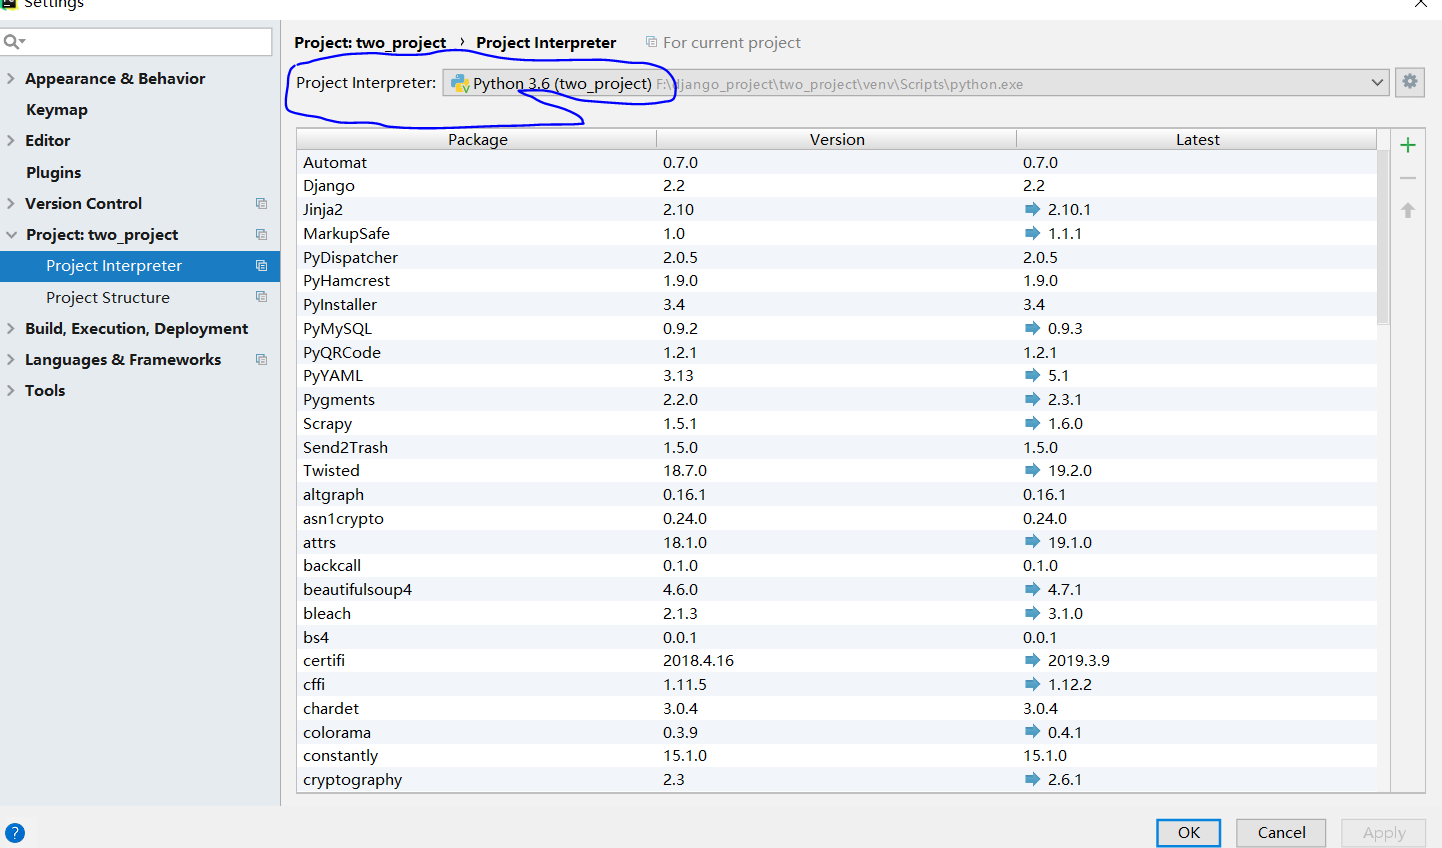 Settings
Project: two_project › Project Interpreter For current project
Project Interpreter: Python 3.6 (two_project) F:\django_project\two_project\venv\Scripts\python.exe
Appearance & Behavior
Keymap
Editor
Plugins
Version Control
Project: two_project
Project Interpreter
Project Structure
Build, Execution, Deployment
Languages & Frameworks
Tools
Package Version Latest
Automat 0.7.0 0.7.0
Django 2.2 2.2
Jinja2 2.10 2.10.1
MarkupSafe 1.0 1.1.1
PyDispatcher 2.0.5 2.0.5
PyHamcrest 1.9.0 1.9.0
PyInstaller 3.4 3.4
PyMySQL 0.9.2 0.9.3
PyQRCode 1.2.1 1.2.1
PyYAML 3.13 5.1
Pygments 2.2.0 2.3.1
Scrapy 1.5.1 1.6.0
Send2Trash 1.5.0 1.5.0
Twisted 18.7.0 19.2.0
altgraph 0.16.1 0.16.1
asn1crypto 0.24.0 0.24.0
attrs 18.1.0 19.1.0
backcall 0.1.0 0.1.0
beautifulsoup4 4.6.0 4.7.1
bleach 2.1.3 3.1.0
bs4 0.0.1 0.0.1
certifi 2018.4.16 2019.3.9
cffi 1.11.5 1.12.2
chardet 3.0.4 3.0.4
colorama 0.3.9 0.4.1
constantly 15.1.0 15.1.0
cryptography 2.3 2.6.1
? OK Cancel Apply